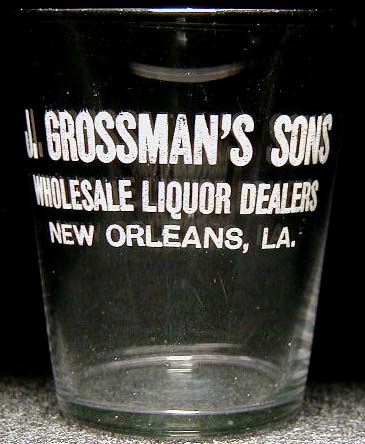 J. GROSSMAN'S SONS
WHOLESALE LIQUOR DEALERS
NEW ORLEANS, LA.